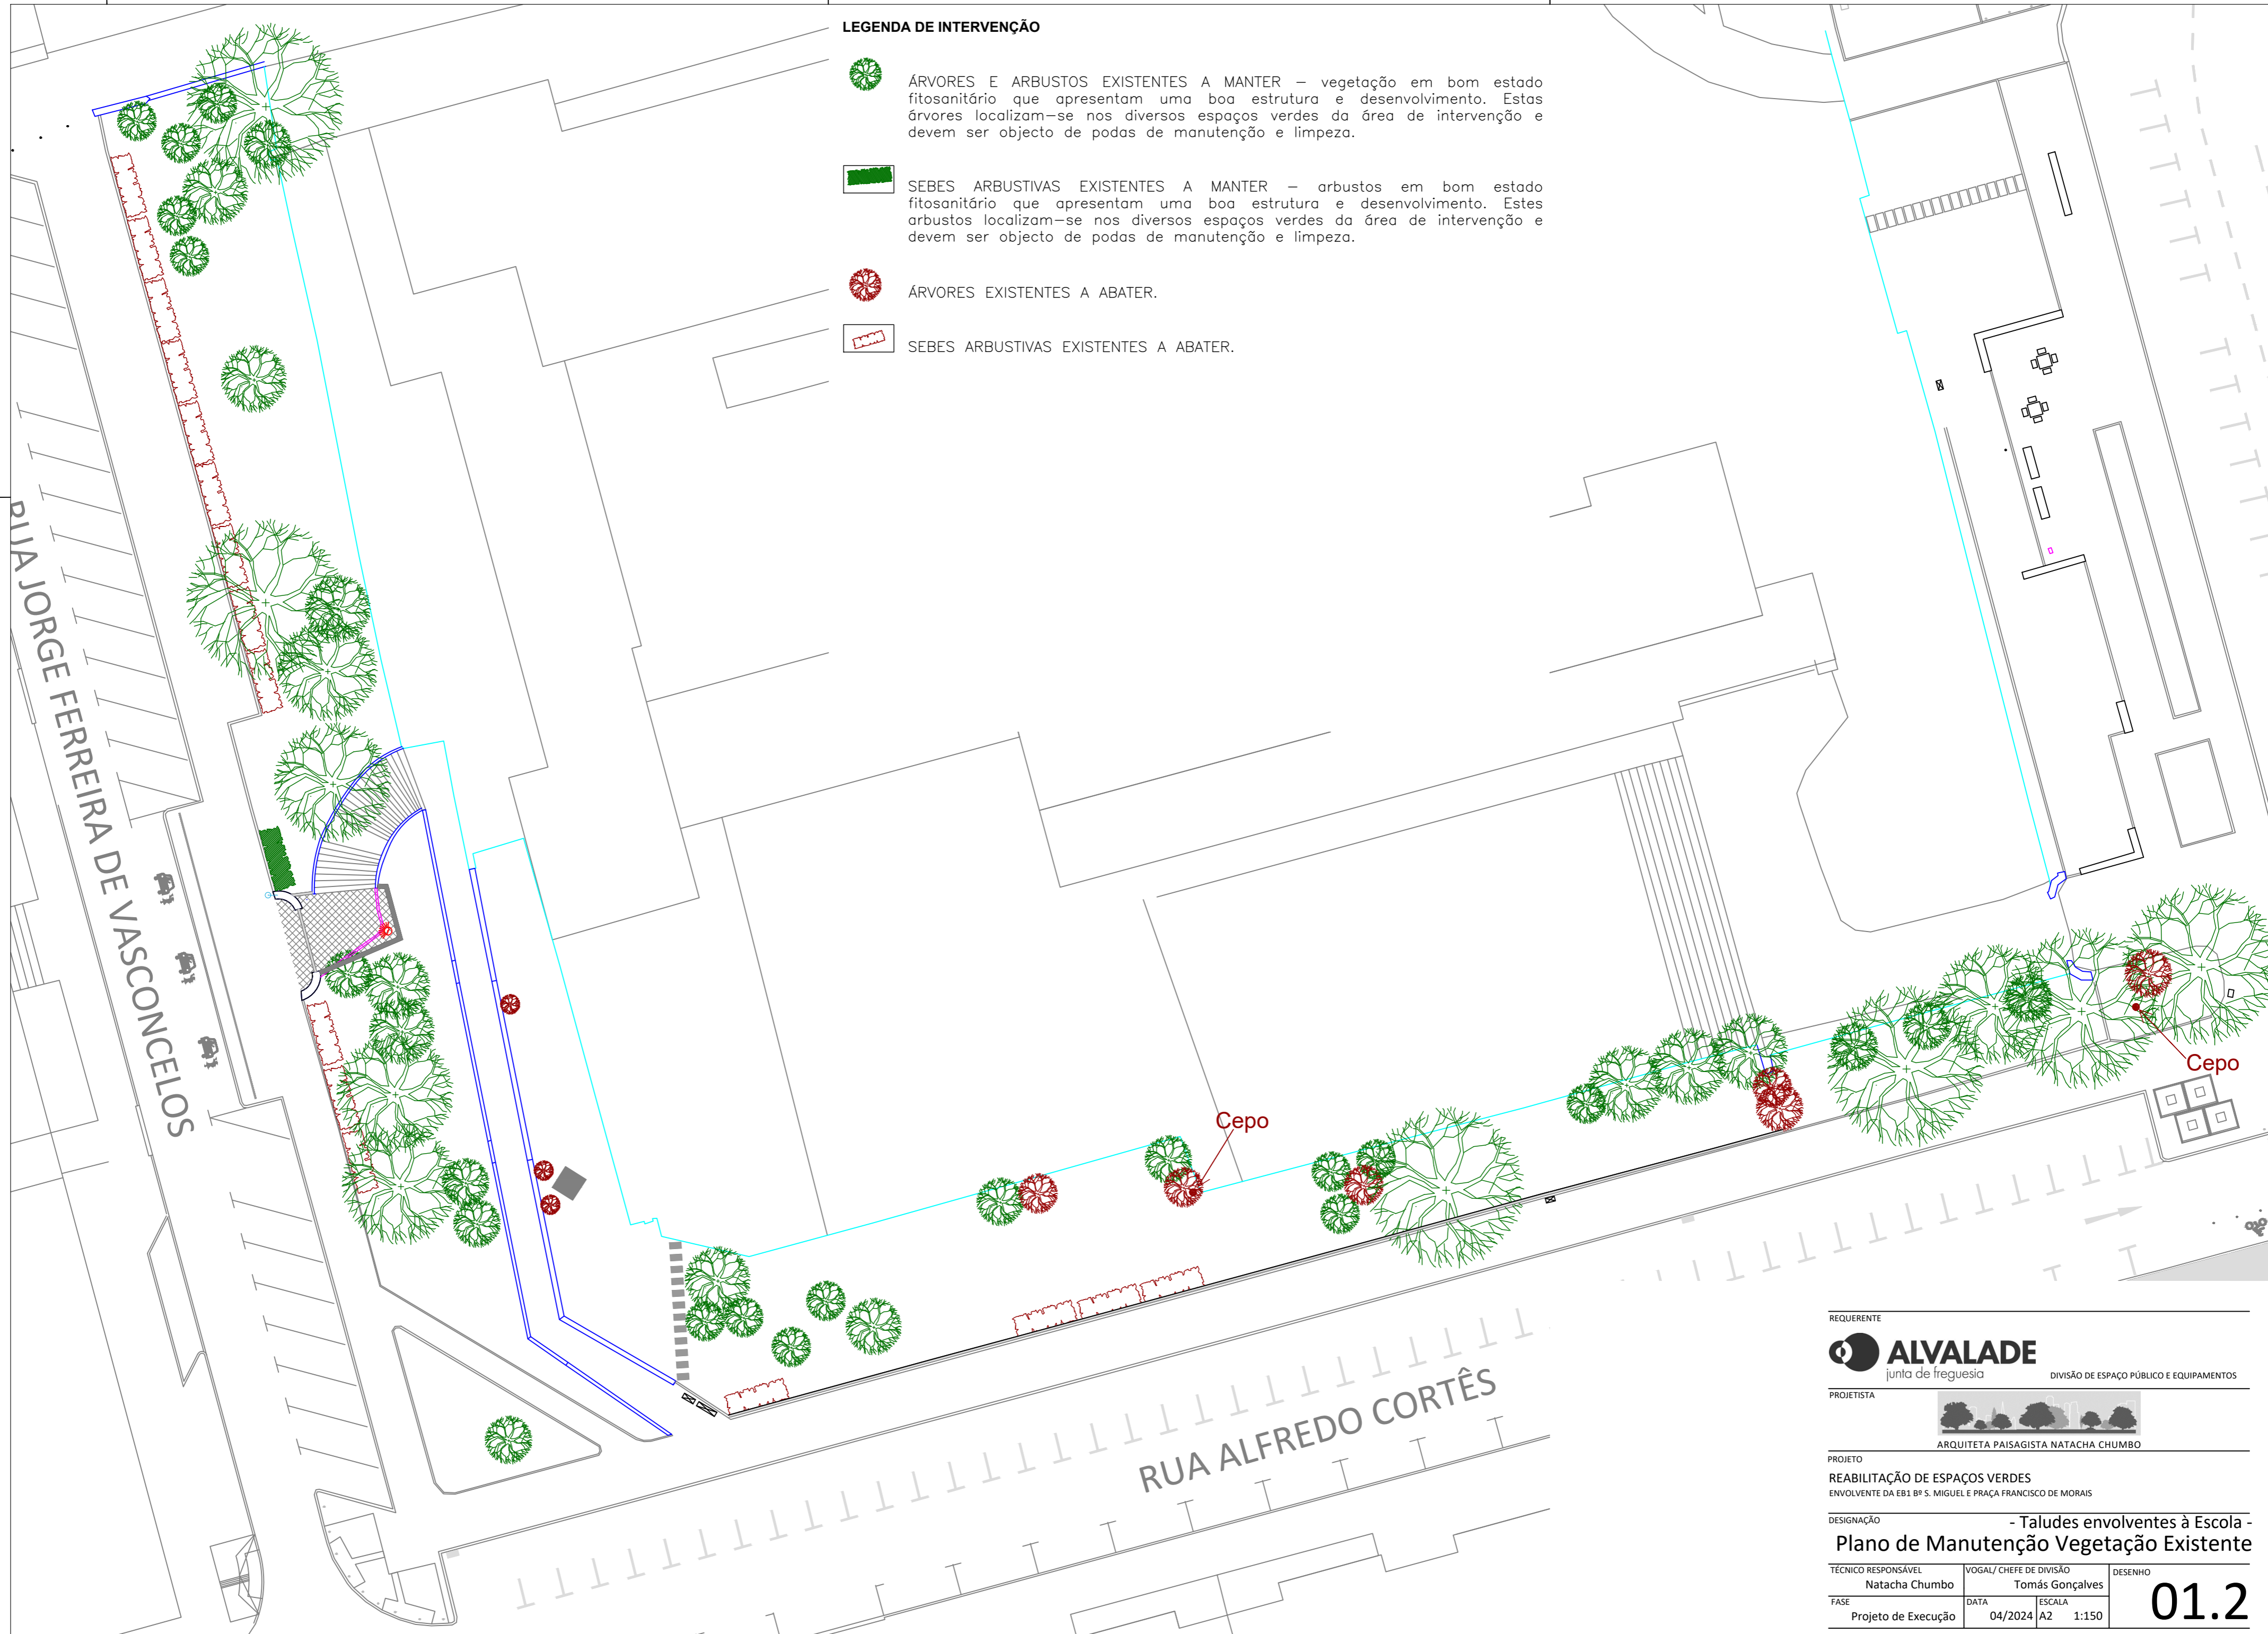 LEGENDA DE INTERVENÇÃO
ÁRVORES E ARBUSTOS EXISTENTES A MANTER – vegetação em bom estado
fitosanitário que apresentam uma boa estrutura e desenvolvimento. Estas
árvores localizam–se nos diversos espaços verdes da área de intervenção e
devem ser objecto de podas de manutenção e limpeza.
SEBES ARBUSTIVAS EXISTENTES A MANTER – arbustos em bom estado
fitosanitário que apresentam uma boa estrutura e desenvolvimento. Estes
arbustos localizam–se nos diversos espaços verdes da área de intervenção e
devem ser objecto de podas de manutenção e limpeza.
ÁRVORES EXISTENTES A ABATER.
SEBES ARBUSTIVAS EXISTENTES A ABATER.
RUA JORGE FERREIRA DE VASCONCELOS
Cepo
Cepo
RUA ALFREDO CORTÊS
REQUERENTE
ALVALADE
junta de freguesia
DIVISÃO DE ESPAÇO PÚBLICO E EQUIPAMENTOS
PROJETISTA
ARQUITETA PAISAGISTA NATACHA CHUMBO
PROJETO
REABILITAÇÃO DE ESPAÇOS VERDES
ENVOLVENTE DA EB1 Bº S. MIGUEL E PRAÇA FRANCISCO DE MORAIS
DESIGNAÇÃO
- Taludes envolventes à Escola -
Plano de Manutenção Vegetação Existente
TÉCNICO RESPONSÁVEL
Natacha Chumbo
VOGAL/ CHEFE DE DIVISÃO
Tomás Gonçalves
DESENHO
01.2
FASE
Projeto de Execução
DATA
04/2024
ESCALA
A2 1:150